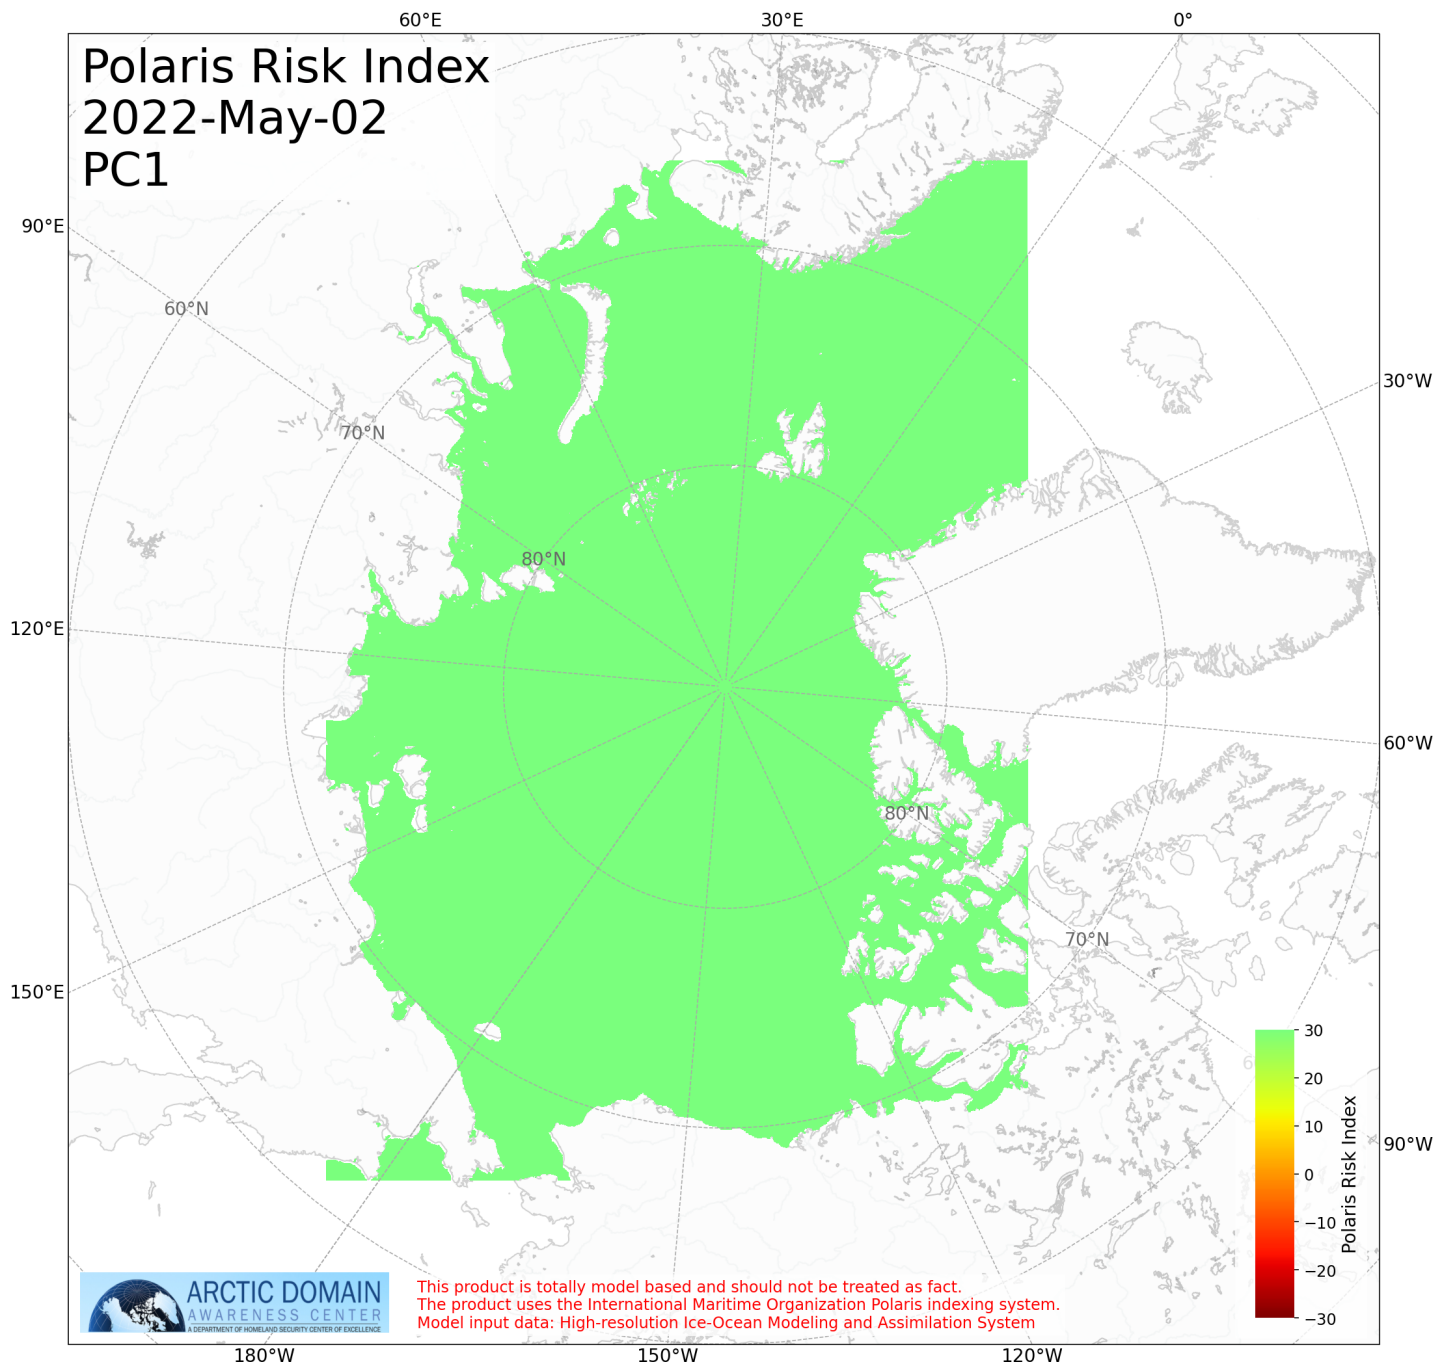 60°E 30°E 0°
Polaris Risk Index
2022-May-02
PC1
90°E
60°N
30°W
70°N
80°N
120°E
60°W
80°N
70°N
150°E
30
20
10
0
−10
−20
−30
Polaris Risk Index
90°W
ARCTIC DOMAIN
AWARENESS CENTER
A DEPARTMENT OF HOMELAND SECURITY CENTER OF EXCELLENCE
This product is totally model based and should not be treated as fact.
The product uses the International Maritime Organization Polaris indexing system.
Model input data: High-resolution Ice-Ocean Modeling and Assimilation System
180°W 150°W 120°W